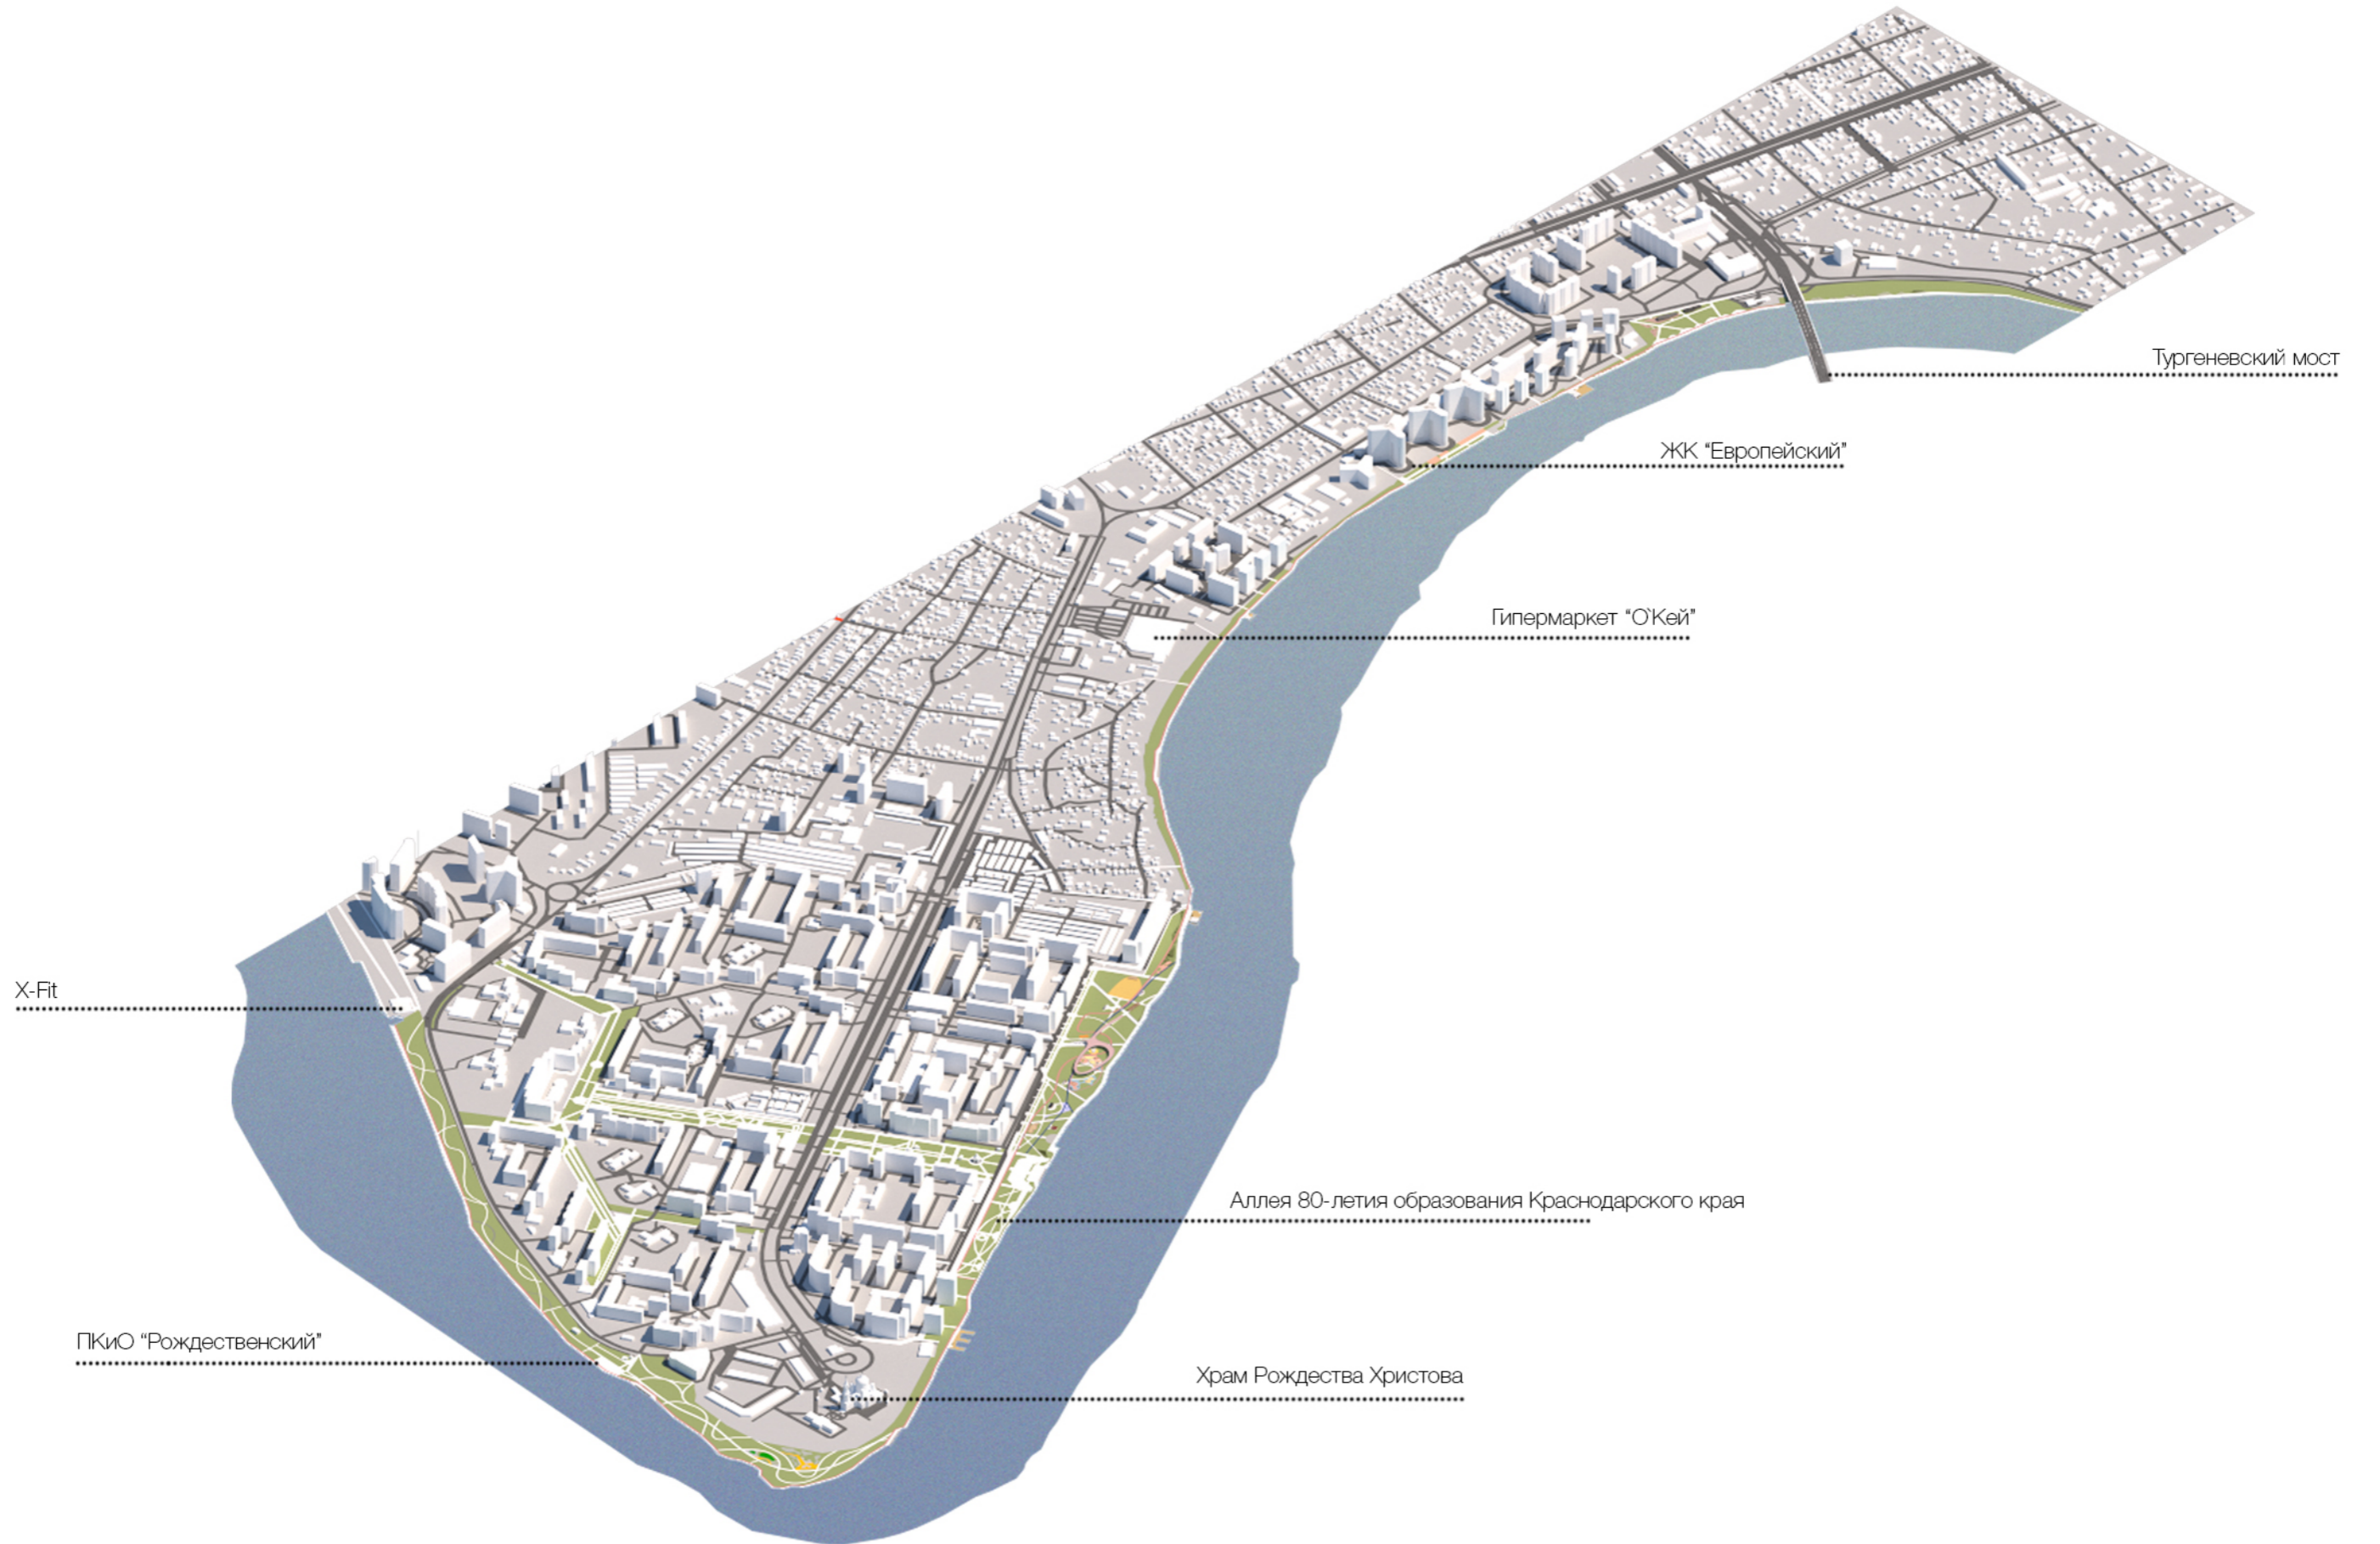 Тургеневский мост
ЖК “Европейский”
Гипермаркет “О`Кей”
X-Fit
Аллея 80-летия образования Краснодарского края
ПКиО “Рождественский”
Храм Рождества Христова